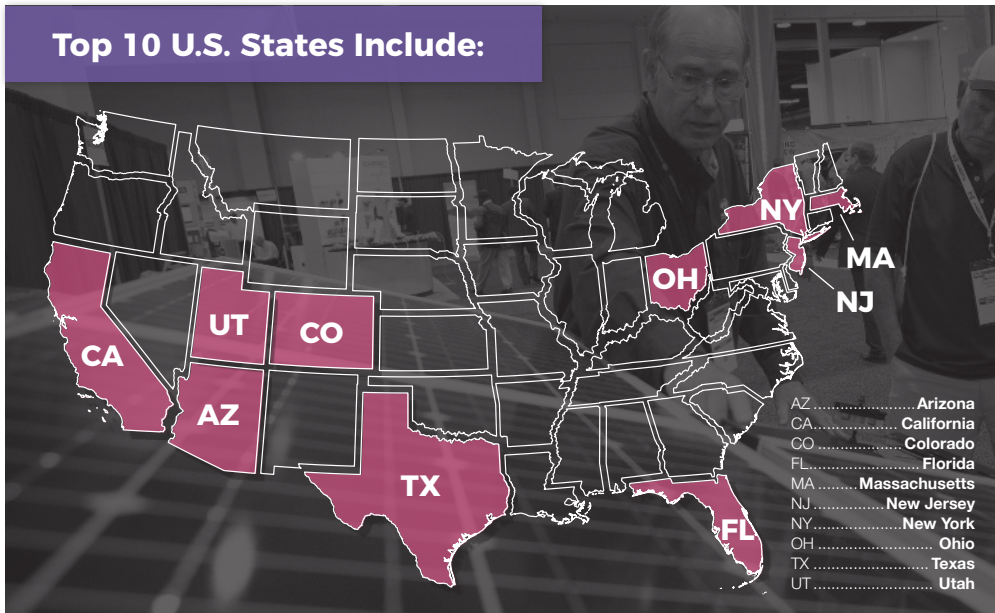 Top 10 U.S. States Include:
NY
MA
OH
NJ
UT
CO
CA
AZ
TX
FL
AZ ....................... Arizona
CA................... California
CO .................... Colorado
FL......................... Florida
MA ......... Massachusetts
NJ ................ New Jersey
NY.................... New York
OH .......................... Ohio
TX .......................... Texas
UT ........................... Utah